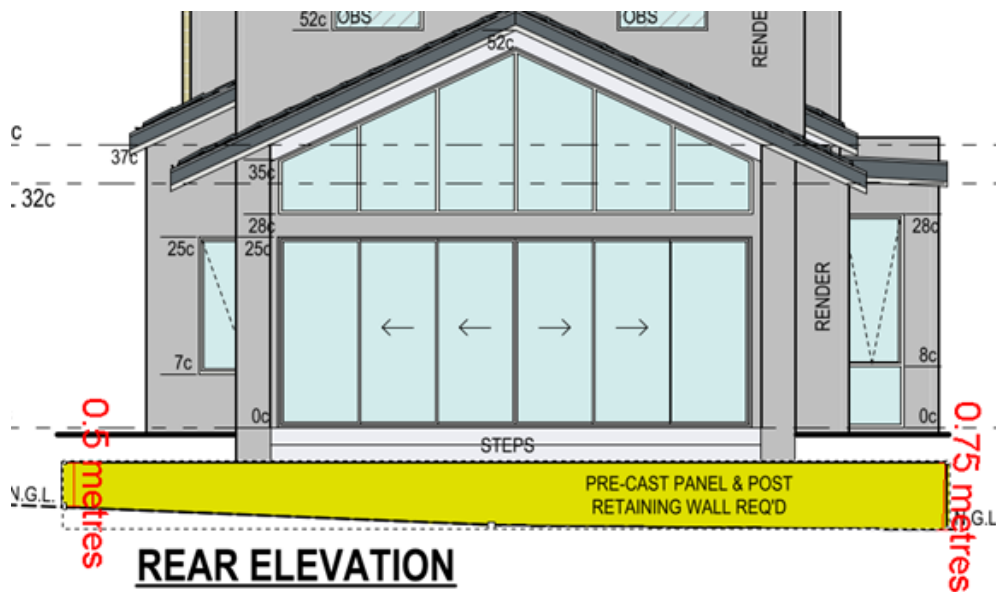 52c
OBS
OBS
RENDE
52c
c
37c
35c
32c
28c
28c
25c
25c
RENDER
7c
8c
0c
0c
STEPS
0.5 metres
0.75 metres
PRE-CAST PANEL & POST
RETAINING WALL REQ'D
N.G.L.
G.L
REAR ELEVATION